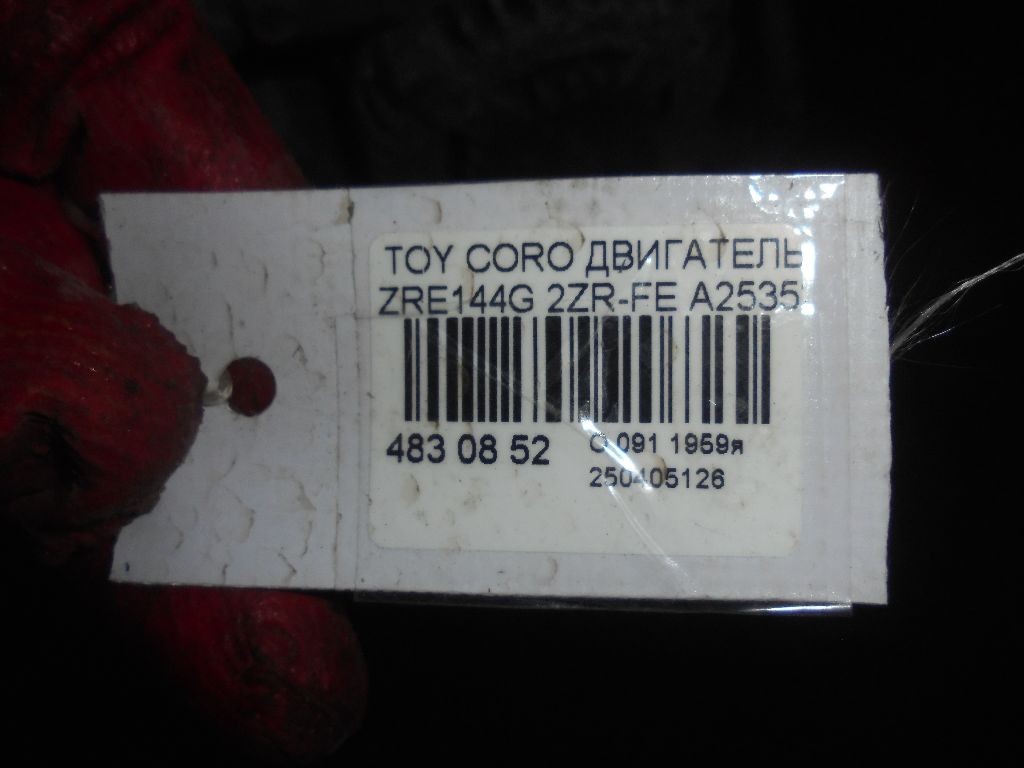 TOY CORO ДВИГАТЕЛЬ
ZRE144G 2ZR-FE A2535
483 08 52
С 091 1959я
250405126